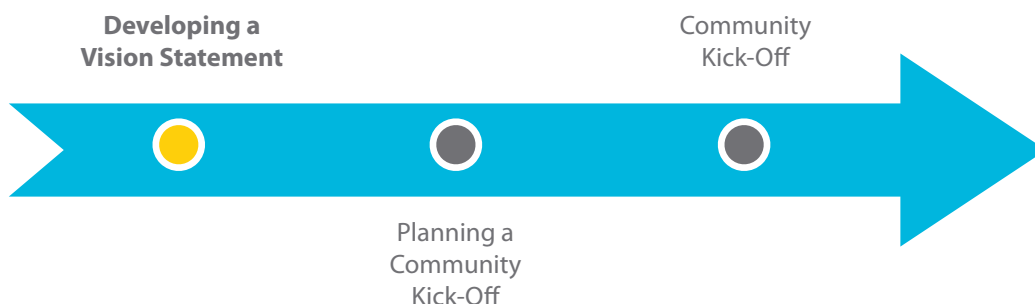 Developing a
Vision Statement
Planning a
Community
Kick-Off
Community
Kick-Off